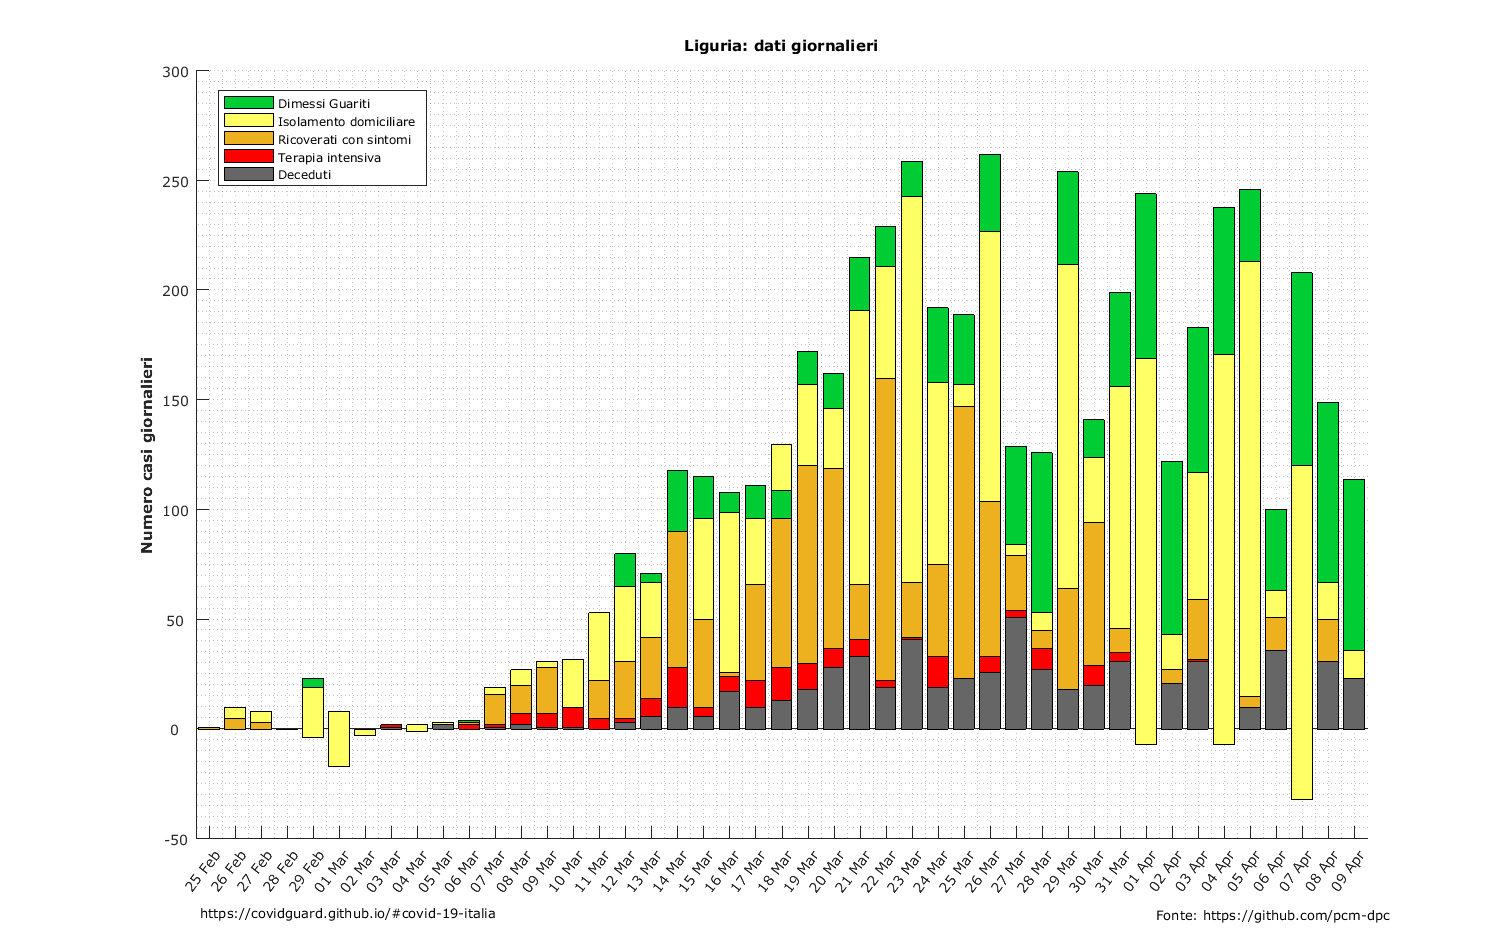 Liguria: dati giornalieri
300
250
200
150
100
50
0
-50
Numero casi giornalieri
Dimessi Guariti
Isolamento domiciliare
Ricoverati con sintomi
Terapia intensiva
Deceduti
25 Feb
26 Feb
27 Feb
28 Feb
29 Feb
01 Mar
02 Mar
03 Mar
04 Mar
05 Mar
06 Mar
07 Mar
08 Mar
09 Mar
10 Mar
11 Mar
12 Mar
13 Mar
14 Mar
15 Mar
16 Mar
17 Mar
18 Mar
19 Mar
20 Mar
21 Mar
22 Mar
23 Mar
24 Mar
25 Mar
26 Mar
27 Mar
28 Mar
29 Mar
30 Mar
31 Mar
01 Apr
02 Apr
03 Apr
04 Apr
05 Apr
06 Apr
07 Apr
08 Apr
09 Apr
https://covidguard.github.io/#covid-19-italia
Fonte: https://github.com/pcm-dpc